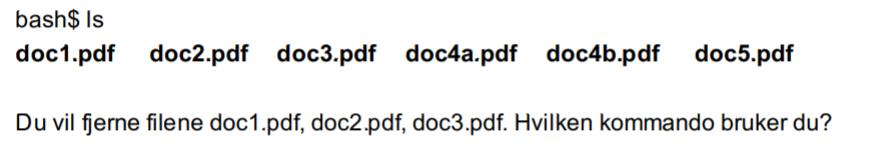 bash$ ls
doc1.pdf doc2.pdf doc3.pdf doc4a.pdf doc4b.pdf doc5.pdf
Du vil fjerne filene doc1.pdf, doc2.pdf, doc3.pdf. Hvilken kommando bruker du?